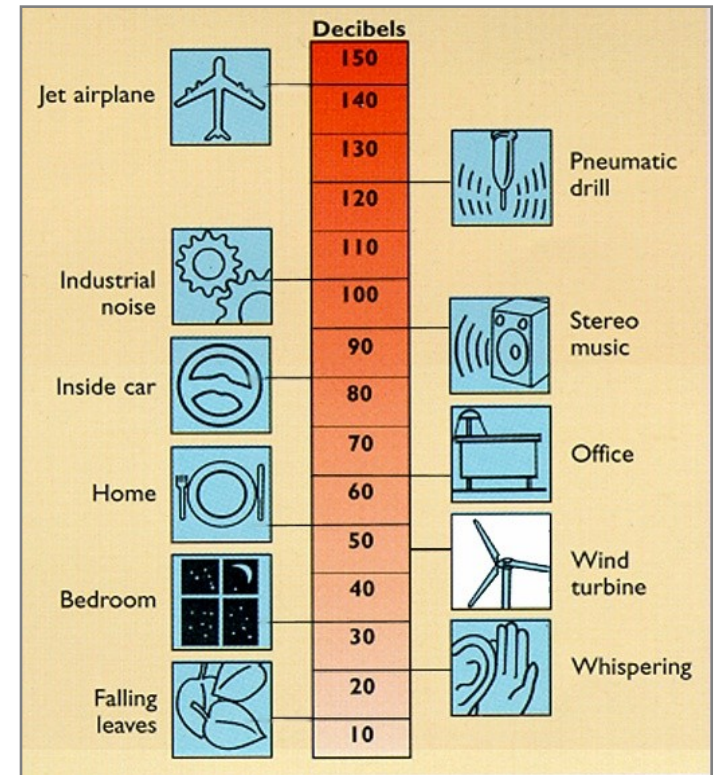 Decibels
150
Jet airplane
140
130
Pneumatic
drill
120
110
Industrial
noise
100
Stereo
music
90
Inside car
80
70
Office
Home
60
50
Wind
turbine
Bedroom
40
30
Whispering
20
Falling
leaves
10